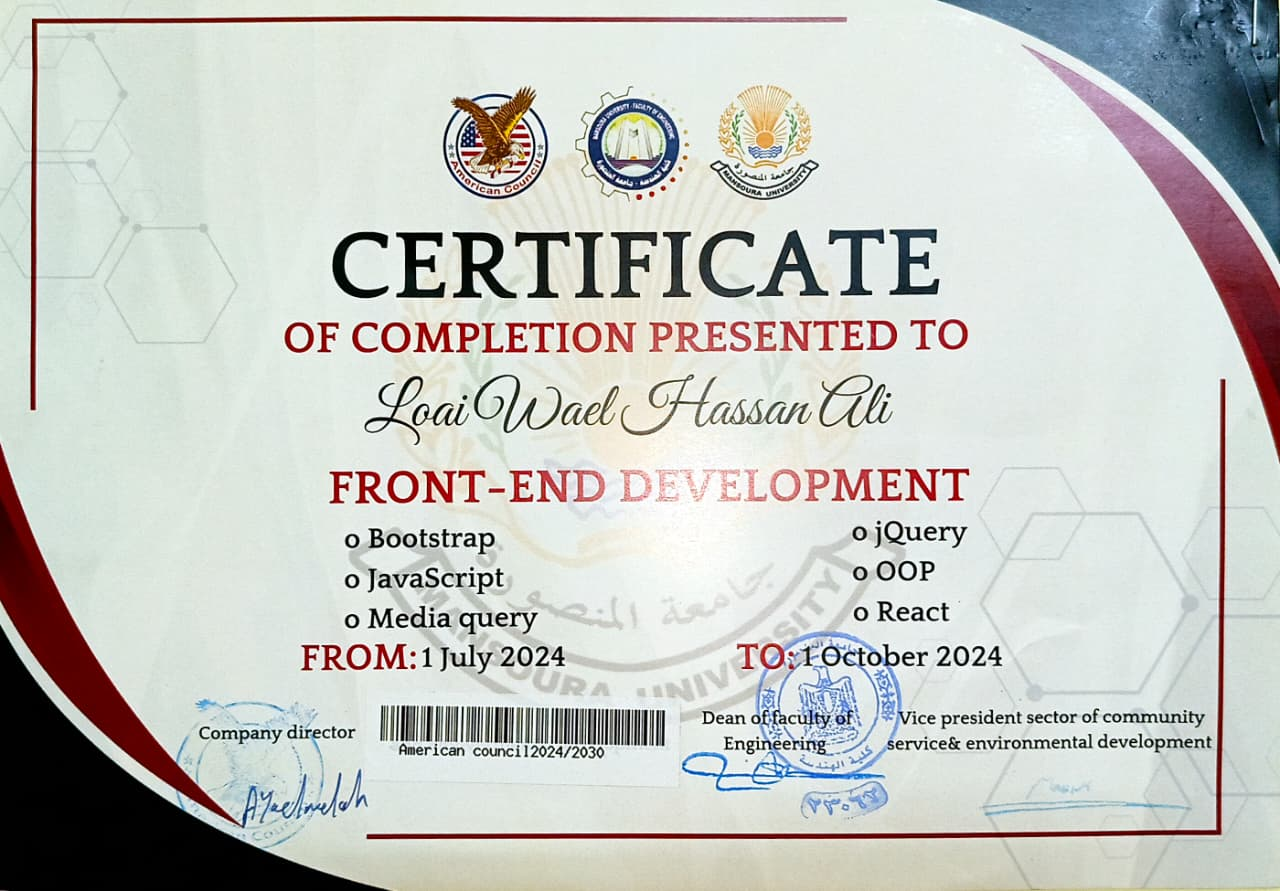 American Council
MANSOURA UNIVERSITY - FACULTY OF ENGINEERING
كلية الهندسة - جامعة المنصورة
جامعة المنصورة
MANSOURA UNIVERSITY
CERTIFICATE
OF COMPLETION PRESENTED TO
Loai Wael Hassan Ali
FRONT-END DEVELOPMENT
o Bootstrap
o jQuery
o JavaScript
o OOP
o Media query
o React
جامعة المنصورة
MANSOURA UNIVERSITY
FROM: 1 July 2024
TO: 1 October 2024
Company director
American council2024/2030
Dean of faculty of
Engineering
Vice president sector of community
service& environmental development
كلية الهندسة